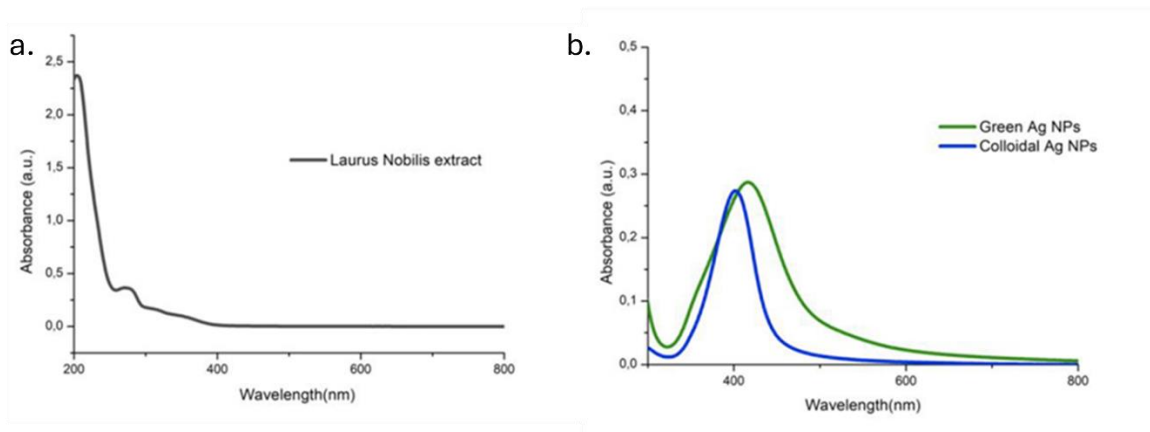 a.
2,5
2,0
1,5
1,0
0,5
0,0
Absorbance (a.u.)
Laurus Nobilis extract
200
400
600
800
Wavelength(nm)
b.
0,5
0,4
0,3
0,2
0,1
0,0
Absorbance (a.u.)
Green Ag NPs
Colloidal Ag NPs
400
600
800
Wavelength(nm)